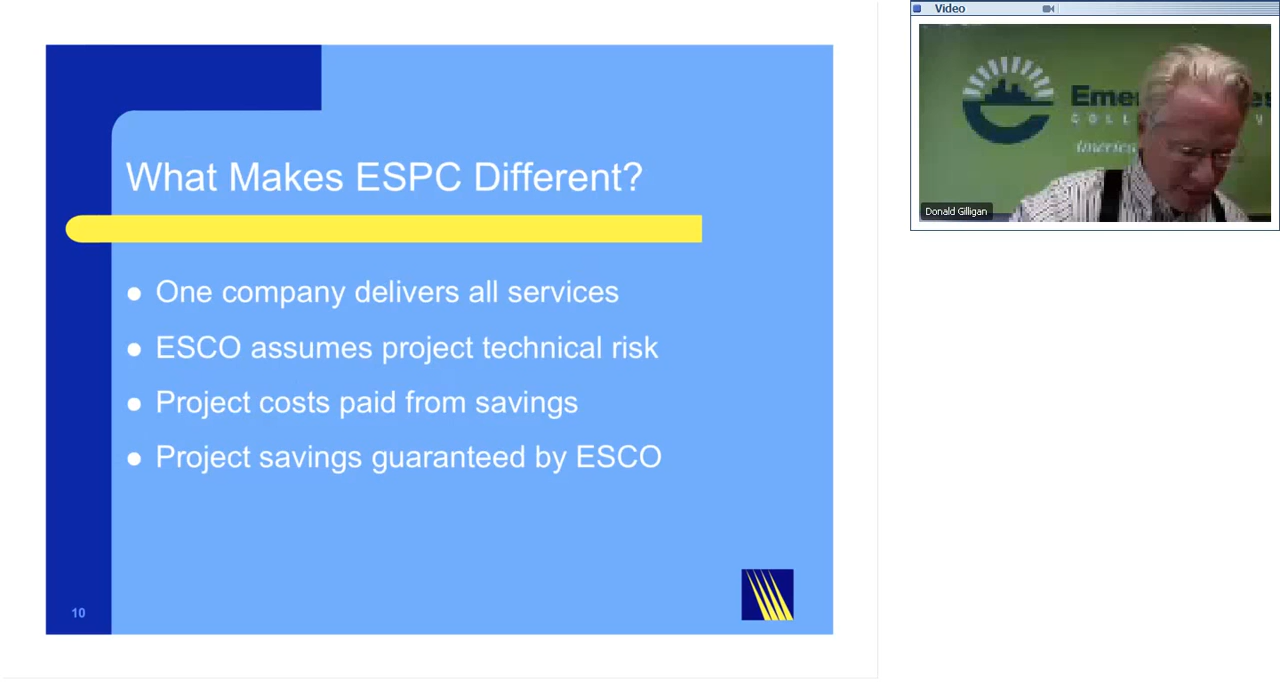 Video
What Makes ESPC Different?
One company delivers all services
ESCO assumes project technical risk
Project costs paid from savings
Project savings guaranteed by ESCO
10
Donald Gilligan